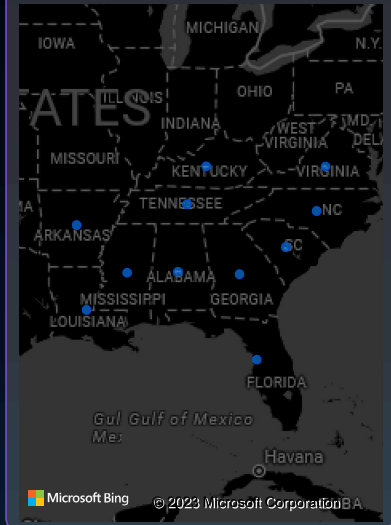 MICHIGAN
IOWA
N.Y.
OHIO
PA
ILLINOIS
ATES
INDIANA
MD
WEST
VIRGINIA
DEL
MISSOURI
KENTUCKY
VIRGINIA
TENNESSEE
NC
ARKANSAS
SC
ALABAMA
MISSISSIPPI
GEORGIA
LOUISIANA
FLORIDA
Gul Gulf of Mexico
Me
Havana
Microsoft Bing
© 2023 Microsoft Corporation